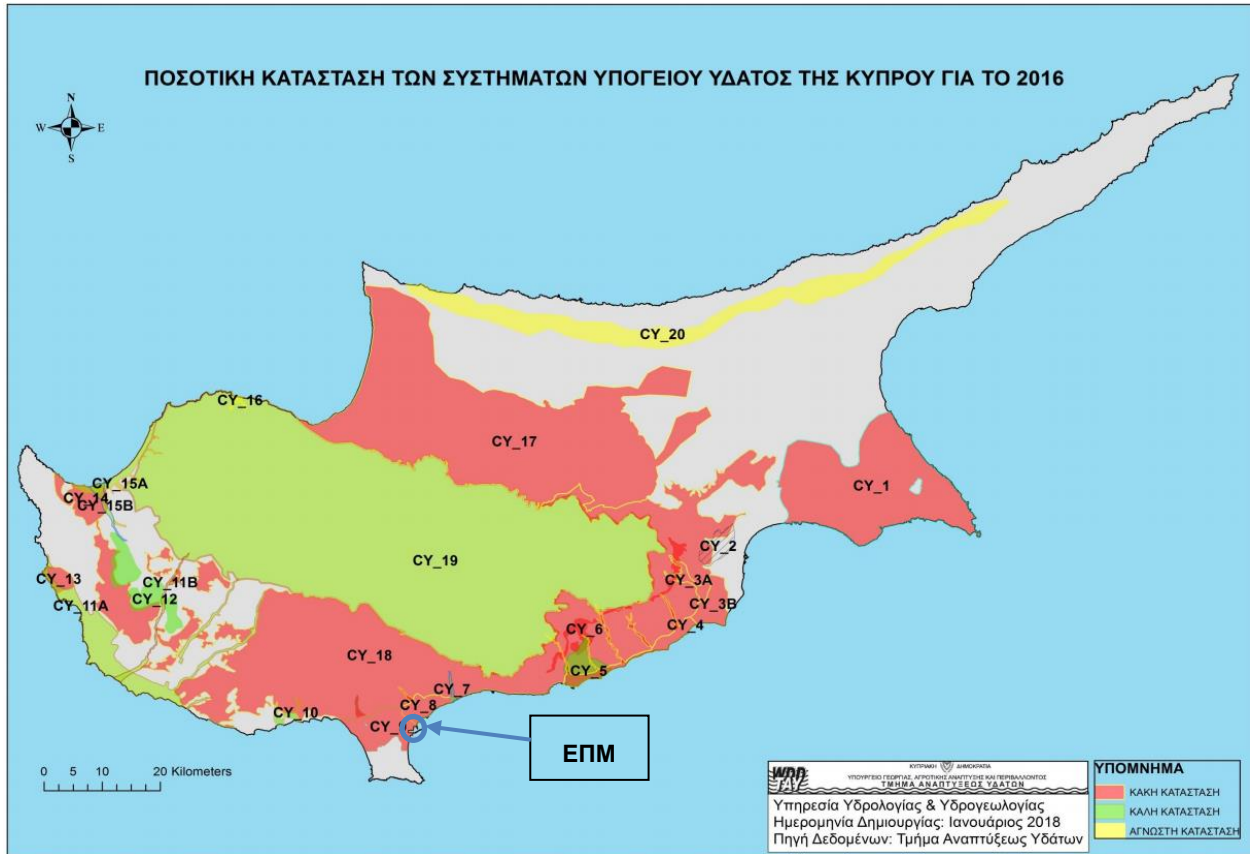 ΠΟΣΟΤΙΚΗ ΚΑΤΑΣΤΑΣΗ ΤΩΝ ΣΥΣΤΗΜΑΤΩΝ ΥΠΟΓΕΙΟΥ ΥΔΑΤΟΣ ΤΗΣ ΚΥΠΡΟΥ ΓΙΑ ΤΟ 2016
N
W E
S
CY_20
CY_16
CY_17
CY_1
CY_15A
CY_14
CY_15B
CY_2
CY_19
CY_13
CY_11B
CY_3A
CY_12
CY_11A
CY_3B
CY_4
CY_6
CY_18
CY_5
CY_7
CY_8
CY_10
ΕΠΜ
0 5 10 20 Kilometers
WDD
ΤΑΥ
ΚΥΠΡΙΑΚΗ ΔΗΜΟΚΡΑΤΙΑ
ΥΠΟΥΡΓΕΙΟ ΓΕΩΡΓΙΑΣ, ΑΓΡΟΤΙΚΗΣ ΑΝΑΠΤΥΞΗΣ ΚΑΙ ΠΕΡΙΒΑΛΛΟΝΤΟΣ
ΤΜΗΜΑ ΑΝΑΠΤΥΞΕΩΣ ΥΔΑΤΩΝ
Υπηρεσία Υδρολογίας & Υδρογεωλογίας
Ημερομηνία Δημιουργίας: Ιανουάριος 2018
Πηγή Δεδομένων: Τμήμα Αναπτύξεως Υδάτων
ΥΠΟΜΝΗΜΑ
ΚΑΚΗ ΚΑΤΑΣΤΑΣΗ
ΚΑΛΗ ΚΑΤΑΣΤΑΣΗ
ΑΓΝΩΣΤΗ ΚΑΤΑΣΤΑΣΗ